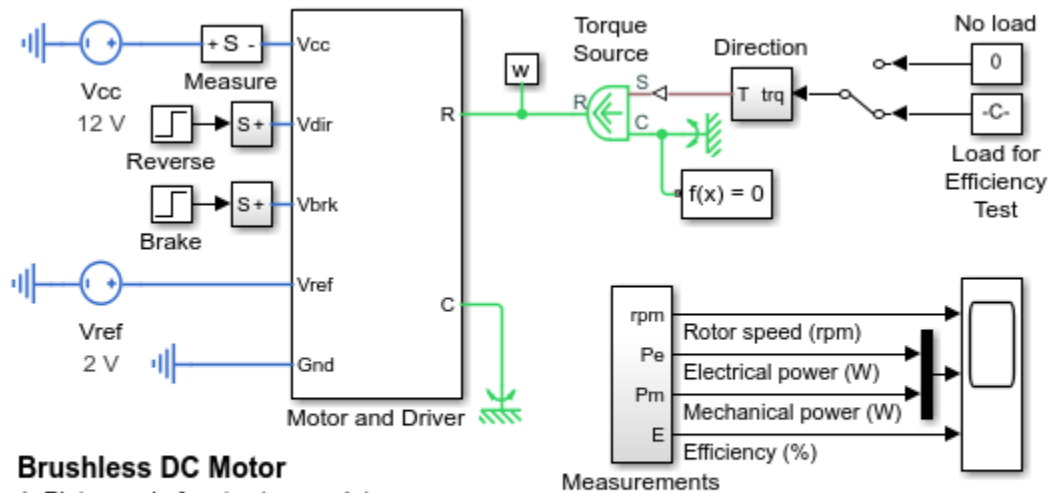 Vcc
12 V
+ S -
Measure
Vcc
Reverse
S +
Vdir
Brake
S +
Vbrk
Vref
2 V
Vref
Gnd
R
C
Motor and Driver
w
Torque
Source
R
S
C
f(x) = 0
Direction
T trq
No load
0
-C-
Load for
Efficiency
Test
rpm
Pe
Pm
E
Measurements
Rotor speed (rpm)
Electrical power (W)
Mechanical power (W)
Efficiency (%)
Brushless DC Motor